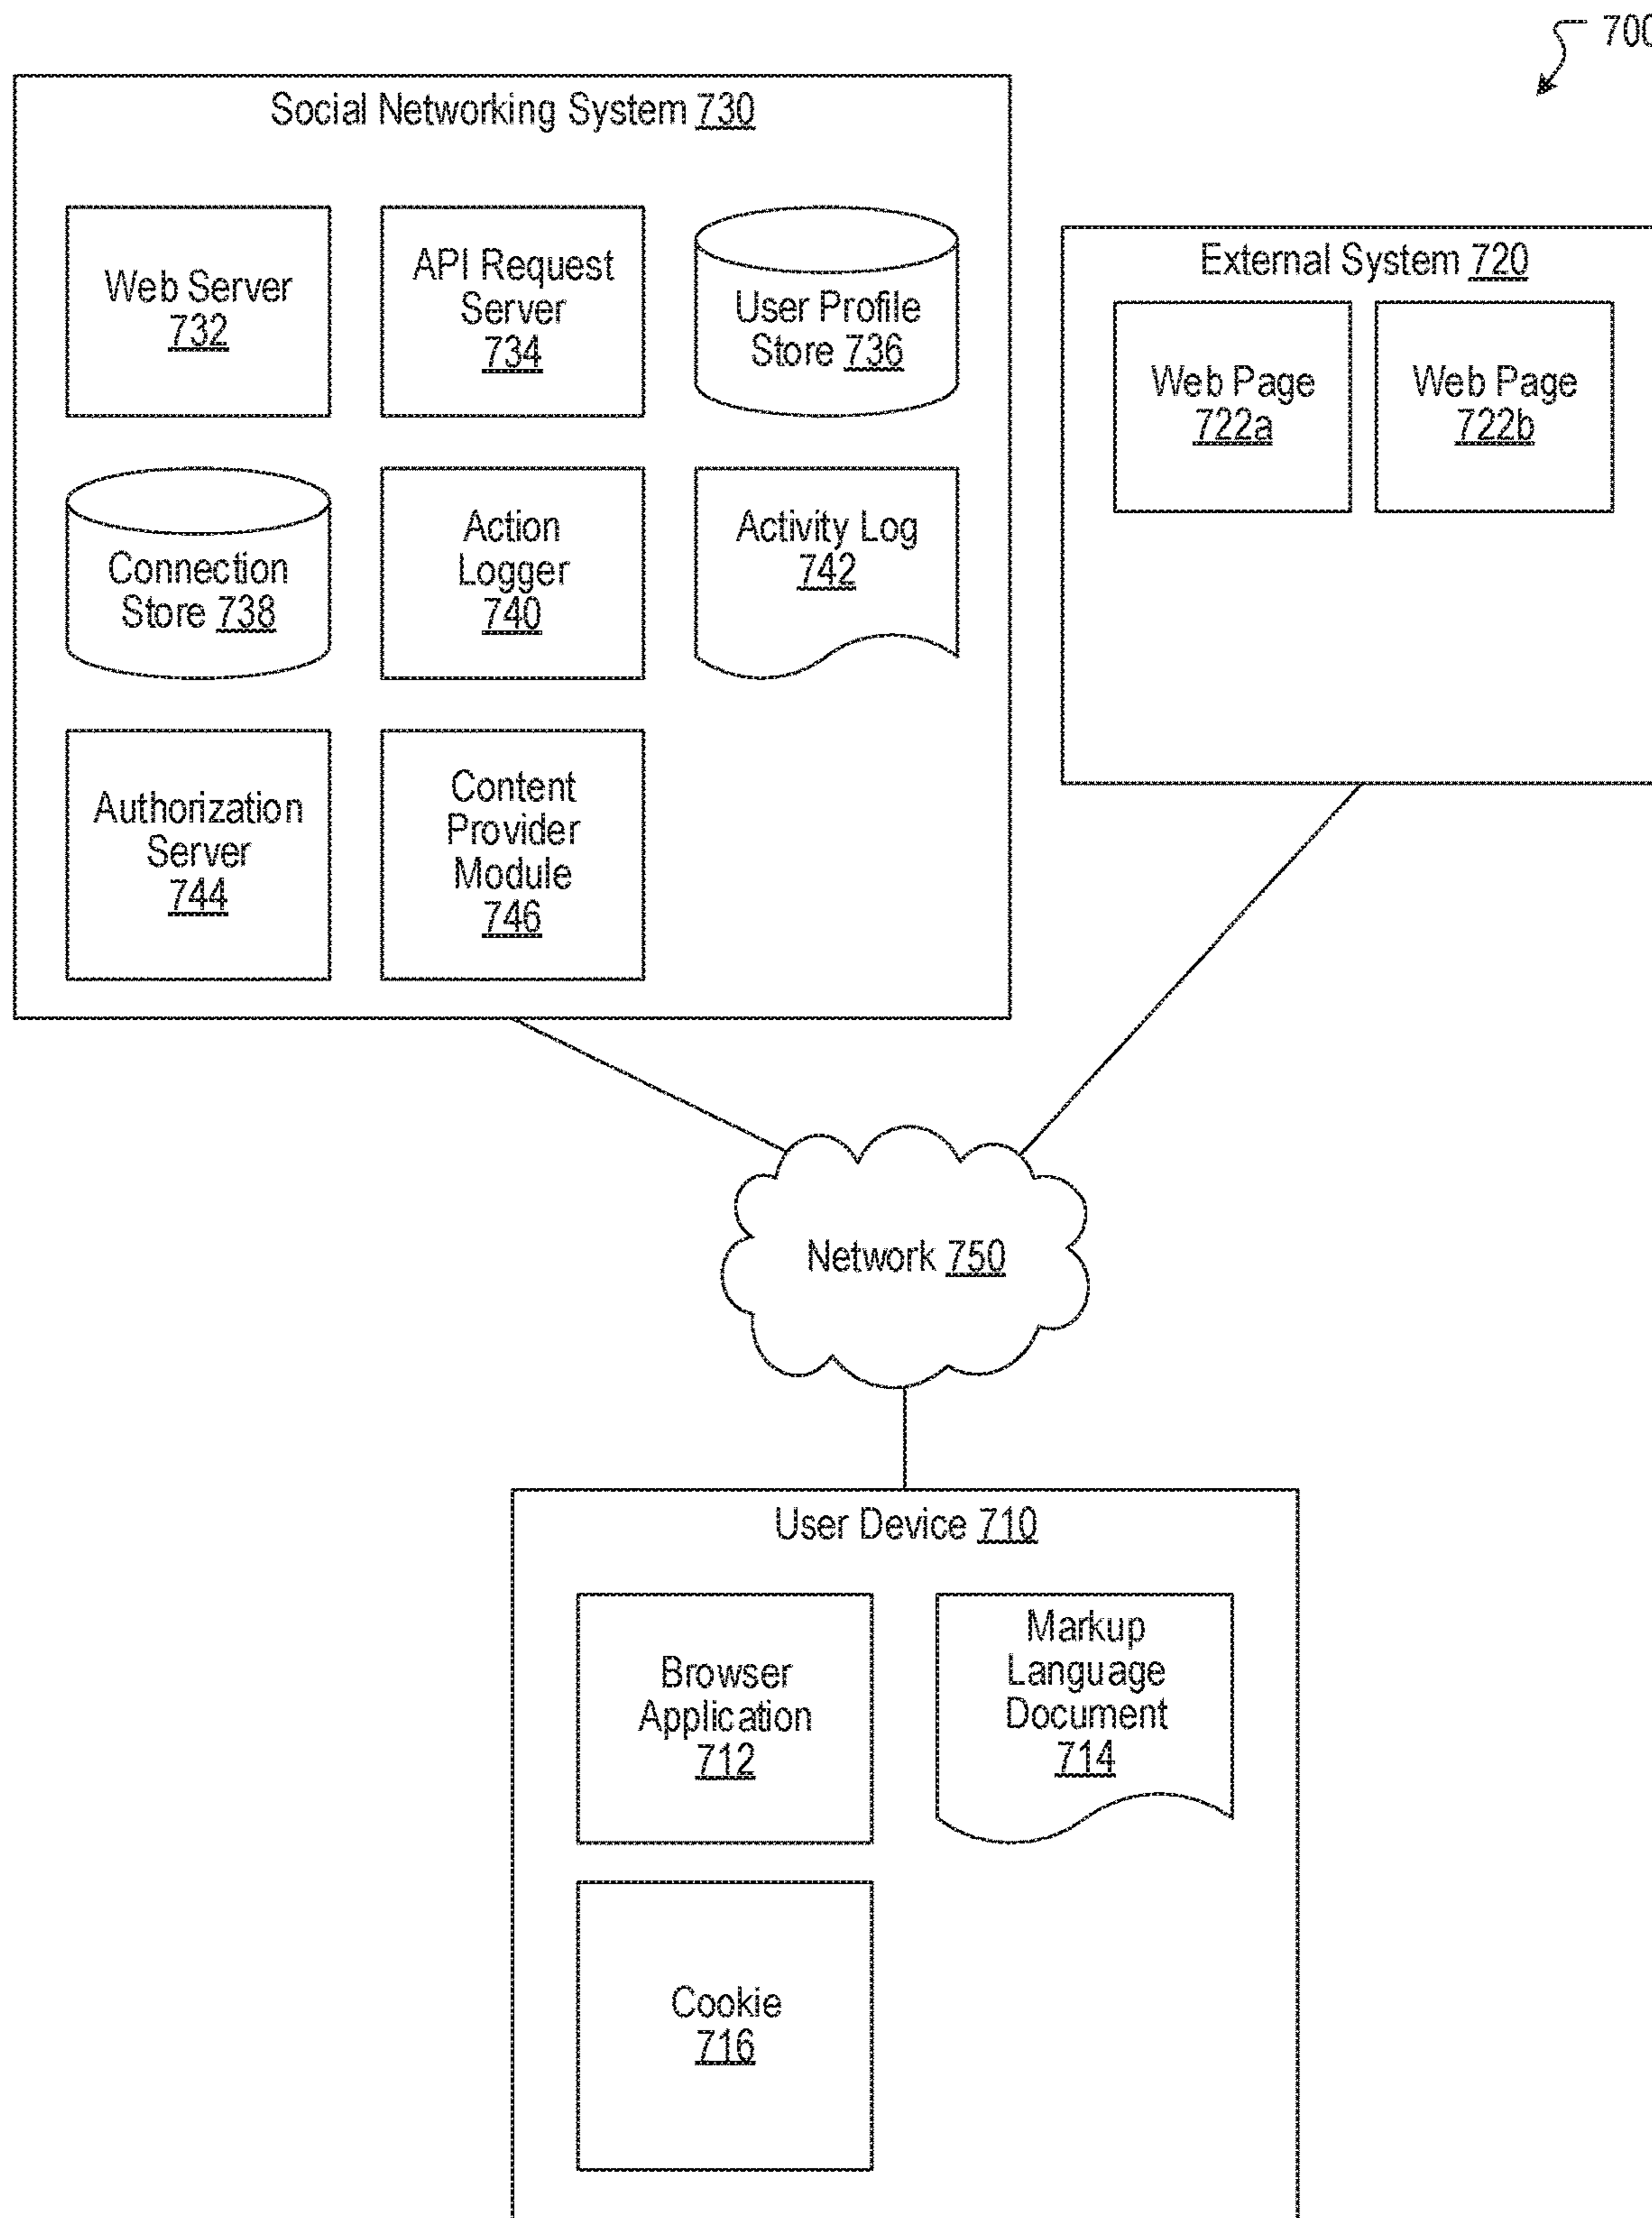 700
Social Networking System 730
Web Server
732
API Request
Server
734
User Profile
Store 736
Connection
Store 738
Action
Logger
740
Activity Log
742
Authorization
Server
744
Content
Provider
Module
746
External System 720
Web Page
722a
Web Page
722b
Network 750
User Device 710
Browser
Application
712
Markup
Language
Document
714
Cookie
716